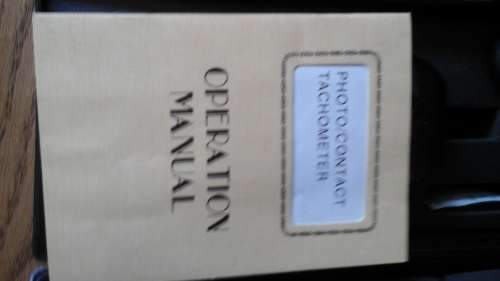 PHOTO/CONTACT
TACHOMETER
OPERATION
MANUAL